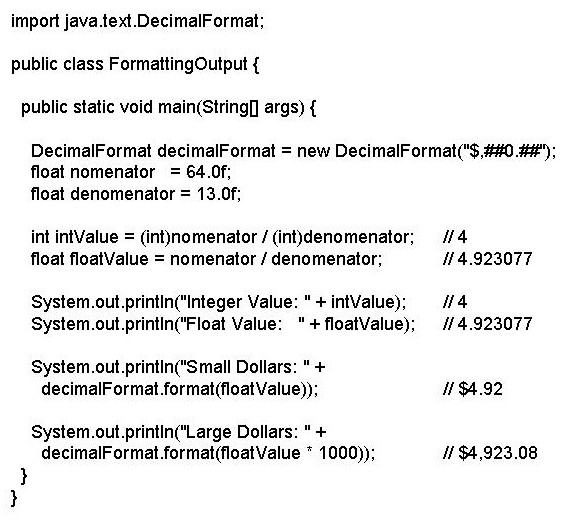 import java.text.DecimalFormat;
public class FormattingOutput {
public static void main(String[] args) {
DecimalFormat decimalFormat = new DecimalFormat("$,##0.##");
float nomenator = 64.0f;
float denomenator = 13.0f;
int intValue = (int)nomenator / (int)denomenator; // 4
float floatValue = nomenator / denomenator; // 4.923077
System.out.println("Integer Value: " + intValue); // 4
System.out.println("Float Value: " + floatValue); // 4.923077
System.out.println("Small Dollars: " +
decimalFormat.format(floatValue)); // $4.92
System.out.println("Large Dollars: " +
decimalFormat.format(floatValue * 1000)); // $4,923.08
}
}